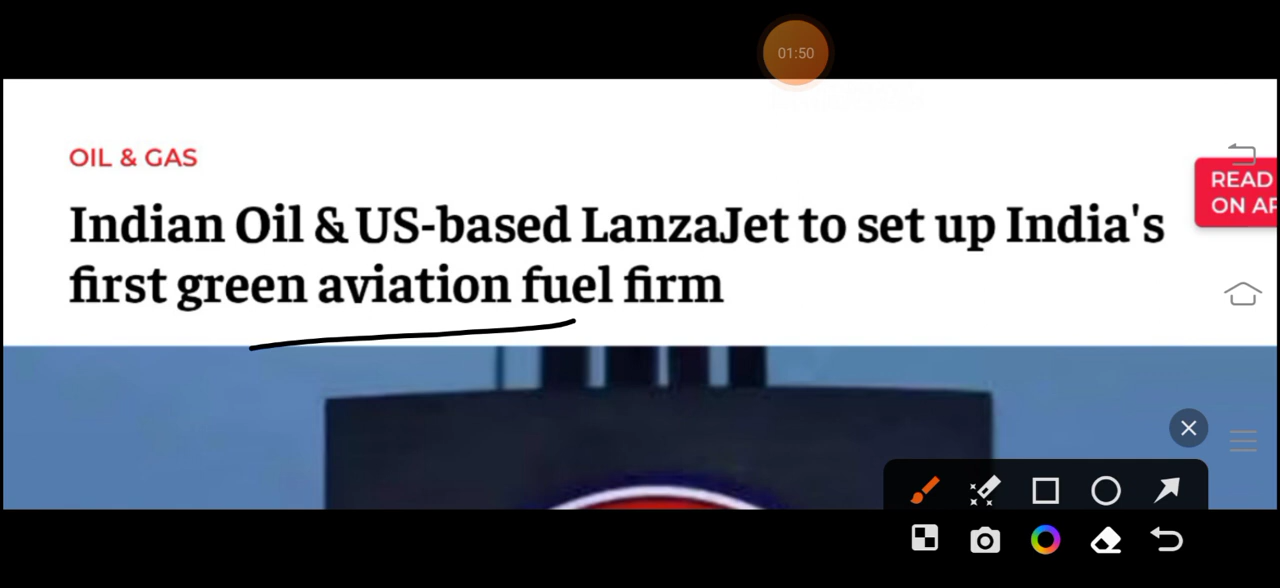 01:50
OIL & GAS
Indian Oil & US-based LanzaJet to set up India's
first green aviation fuel firm
READ
ON